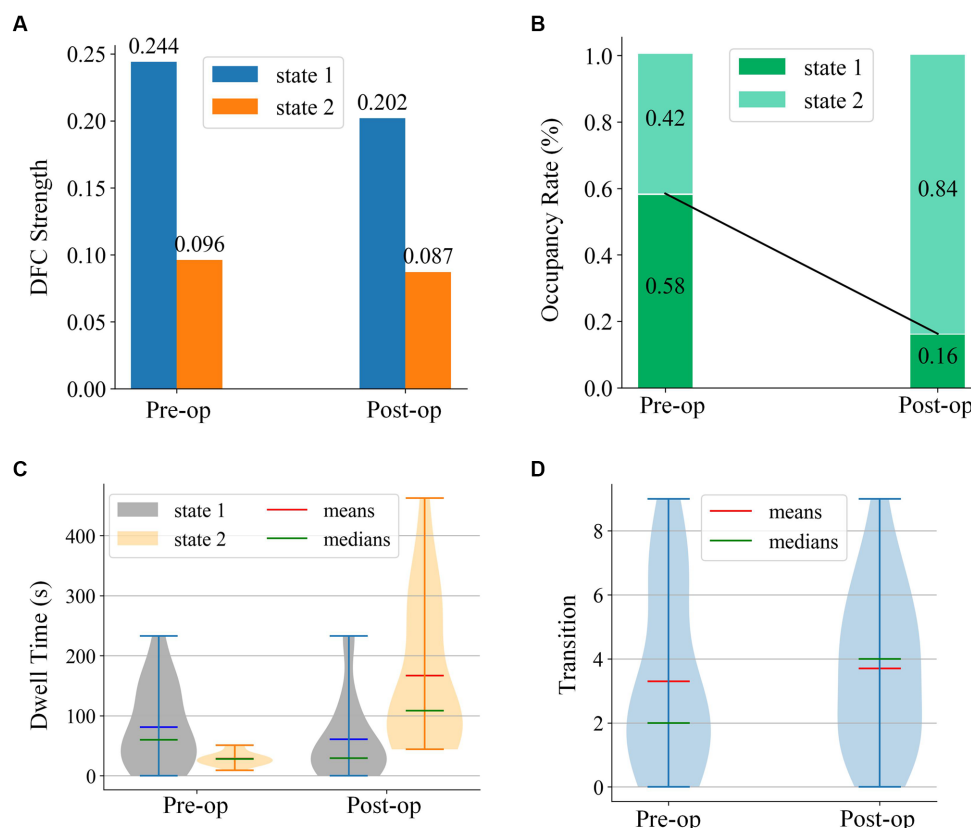 A
DFC Strength
0.25
0.20
0.15
0.10
0.05
0.00
0.244
0.096
0.202
0.087
state 1
state 2
Pre-op
Post-op
B
Occupancy Rate (%)
1.0
0.8
0.6
0.4
0.2
0.0
state 1
state 2
0.42
0.58
0.84
0.16
Pre-op
Post-op
C
Dwell Time (s)
400
300
200
100
0
state 1
state 2
means
medians
Pre-op
Post-op
D
Transition
8
6
4
2
0
means
medians
Pre-op
Post-op